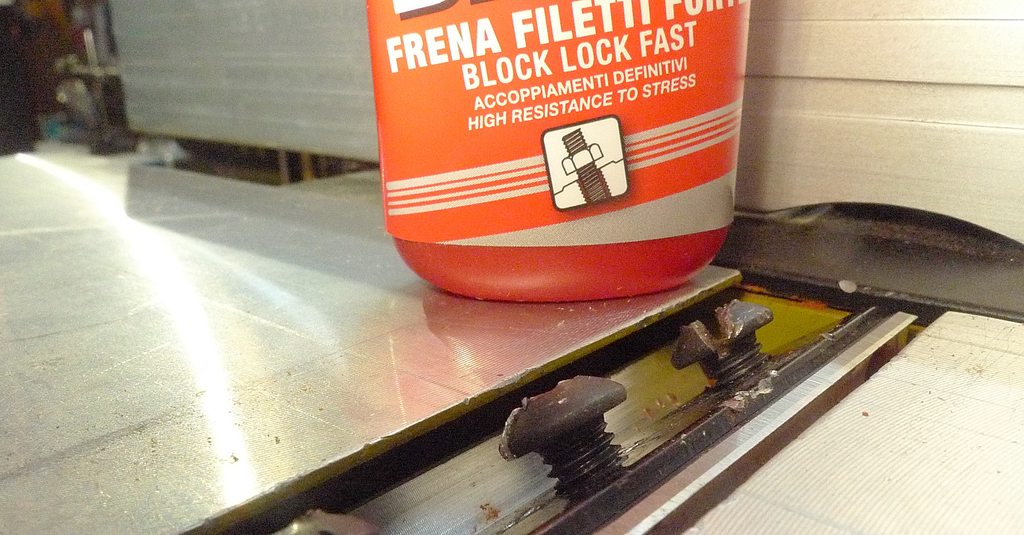 FRENA FILETTI FORTE
BLOCK LOCK FAST
ACCOPPIAMENTI DEFINITIVI
HIGH RESISTANCE TO STRESS